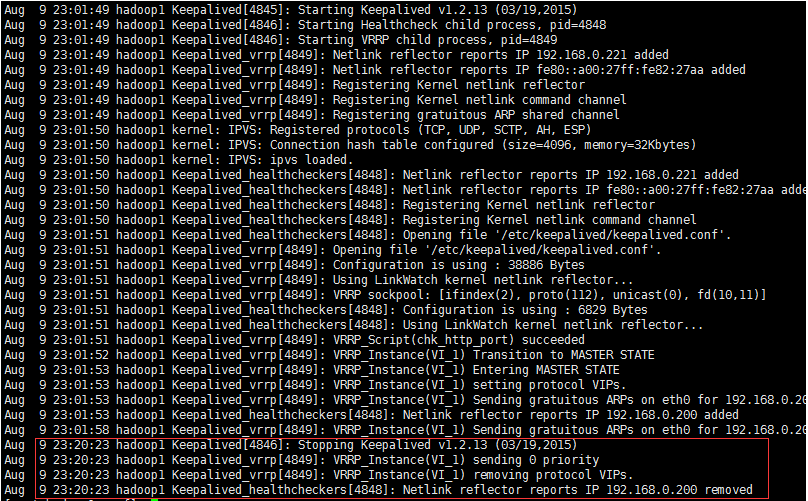 Aug  9 23:01:49 hadoop1 Keepalived[4845]: Starting Keepalived v1.2.13 (03/19,2015)
Aug  9 23:01:49 hadoop1 Keepalived[4846]: Starting Healthcheck child process, pid=4848
Aug  9 23:01:49 hadoop1 Keepalived[4846]: Starting VRRP child process, pid=4849
Aug  9 23:01:49 hadoop1 Keepalived_vrrp[4849]: Netlink reflector reports IP 192.168.0.221 added
Aug  9 23:01:49 hadoop1 Keepalived_vrrp[4849]: Netlink reflector reports IP fe80::a00:27ff:fe82:27aa added
Aug  9 23:01:49 hadoop1 Keepalived_vrrp[4849]: Registering Kernel netlink reflector
Aug  9 23:01:49 hadoop1 Keepalived_vrrp[4849]: Registering Kernel netlink command channel
Aug  9 23:01:49 hadoop1 Keepalived_vrrp[4849]: Registering gratuitous ARP shared channel
Aug  9 23:01:50 hadoop1 kernel: IPVS: Registered protocols (TCP, UDP, SCTP, AH, ESP)
Aug  9 23:01:50 hadoop1 kernel: IPVS: Connection hash table configured (size=4096, memory=32Kbytes)
Aug  9 23:01:50 hadoop1 kernel: IPVS: ipvs loaded.
Aug  9 23:01:50 hadoop1 Keepalived_healthcheckers[4848]: Netlink reflector reports IP 192.168.0.221 added
Aug  9 23:01:50 hadoop1 Keepalived_healthcheckers[4848]: Netlink reflector reports IP fe80::a00:27ff:fe82:27aa adde
Aug  9 23:01:50 hadoop1 Keepalived_healthcheckers[4848]: Registering Kernel netlink reflector
Aug  9 23:01:50 hadoop1 Keepalived_healthcheckers[4848]: Registering Kernel netlink command channel
Aug  9 23:01:51 hadoop1 Keepalived_healthcheckers[4848]: Opening file '/etc/keepalived/keepalived.conf'.
Aug  9 23:01:51 hadoop1 Keepalived_vrrp[4849]: Opening file '/etc/keepalived/keepalived.conf'.
Aug  9 23:01:51 hadoop1 Keepalived_vrrp[4849]: Configuration is using : 38886 Bytes
Aug  9 23:01:51 hadoop1 Keepalived_vrrp[4849]: Using LinkWatch kernel netlink reflector...
Aug  9 23:01:51 hadoop1 Keepalived_vrrp[4849]: VRRP sockpool: [ifindex(2), proto(112), unicast(0), fd(10,11)]
Aug  9 23:01:51 hadoop1 Keepalived_healthcheckers[4848]: Configuration is using : 6829 Bytes
Aug  9 23:01:51 hadoop1 Keepalived_healthcheckers[4848]: Using LinkWatch kernel netlink reflector...
Aug  9 23:01:51 hadoop1 Keepalived_vrrp[4849]: VRRP_Script(chk_http_port) succeeded
Aug  9 23:01:52 hadoop1 Keepalived_vrrp[4849]: VRRP_Instance(VI_1) Transition to MASTER STATE
Aug  9 23:01:53 hadoop1 Keepalived_vrrp[4849]: VRRP_Instance(VI_1) Entering MASTER STATE
Aug  9 23:01:53 hadoop1 Keepalived_vrrp[4849]: VRRP_Instance(VI_1) setting protocol VIPs.
Aug  9 23:01:53 hadoop1 Keepalived_vrrp[4849]: VRRP_Instance(VI_1) Sending gratuitous ARPs on eth0 for 192.168.0.20
Aug  9 23:01:53 hadoop1 Keepalived_healthcheckers[4848]: Netlink reflector reports IP 192.168.0.200 added
Aug  9 23:01:58 hadoop1 Keepalived_vrrp[4849]: VRRP_Instance(VI_1) Sending gratuitous ARPs on eth0 for 192.168.0.20
Aug  9 23:20:23 hadoop1 Keepalived[4846]: Stopping Keepalived v1.2.13 (03/19,2015)
Aug  9 23:20:23 hadoop1 Keepalived_vrrp[4849]: VRRP_Instance(VI_1) sending 0 priority
Aug  9 23:20:23 hadoop1 Keepalived_vrrp[4849]: VRRP_Instance(VI_1) removing protocol VIPs.
Aug  9 23:20:23 hadoop1 Keepalived_healthcheckers[4848]: Netlink reflector reports IP 192.168.0.200 removed